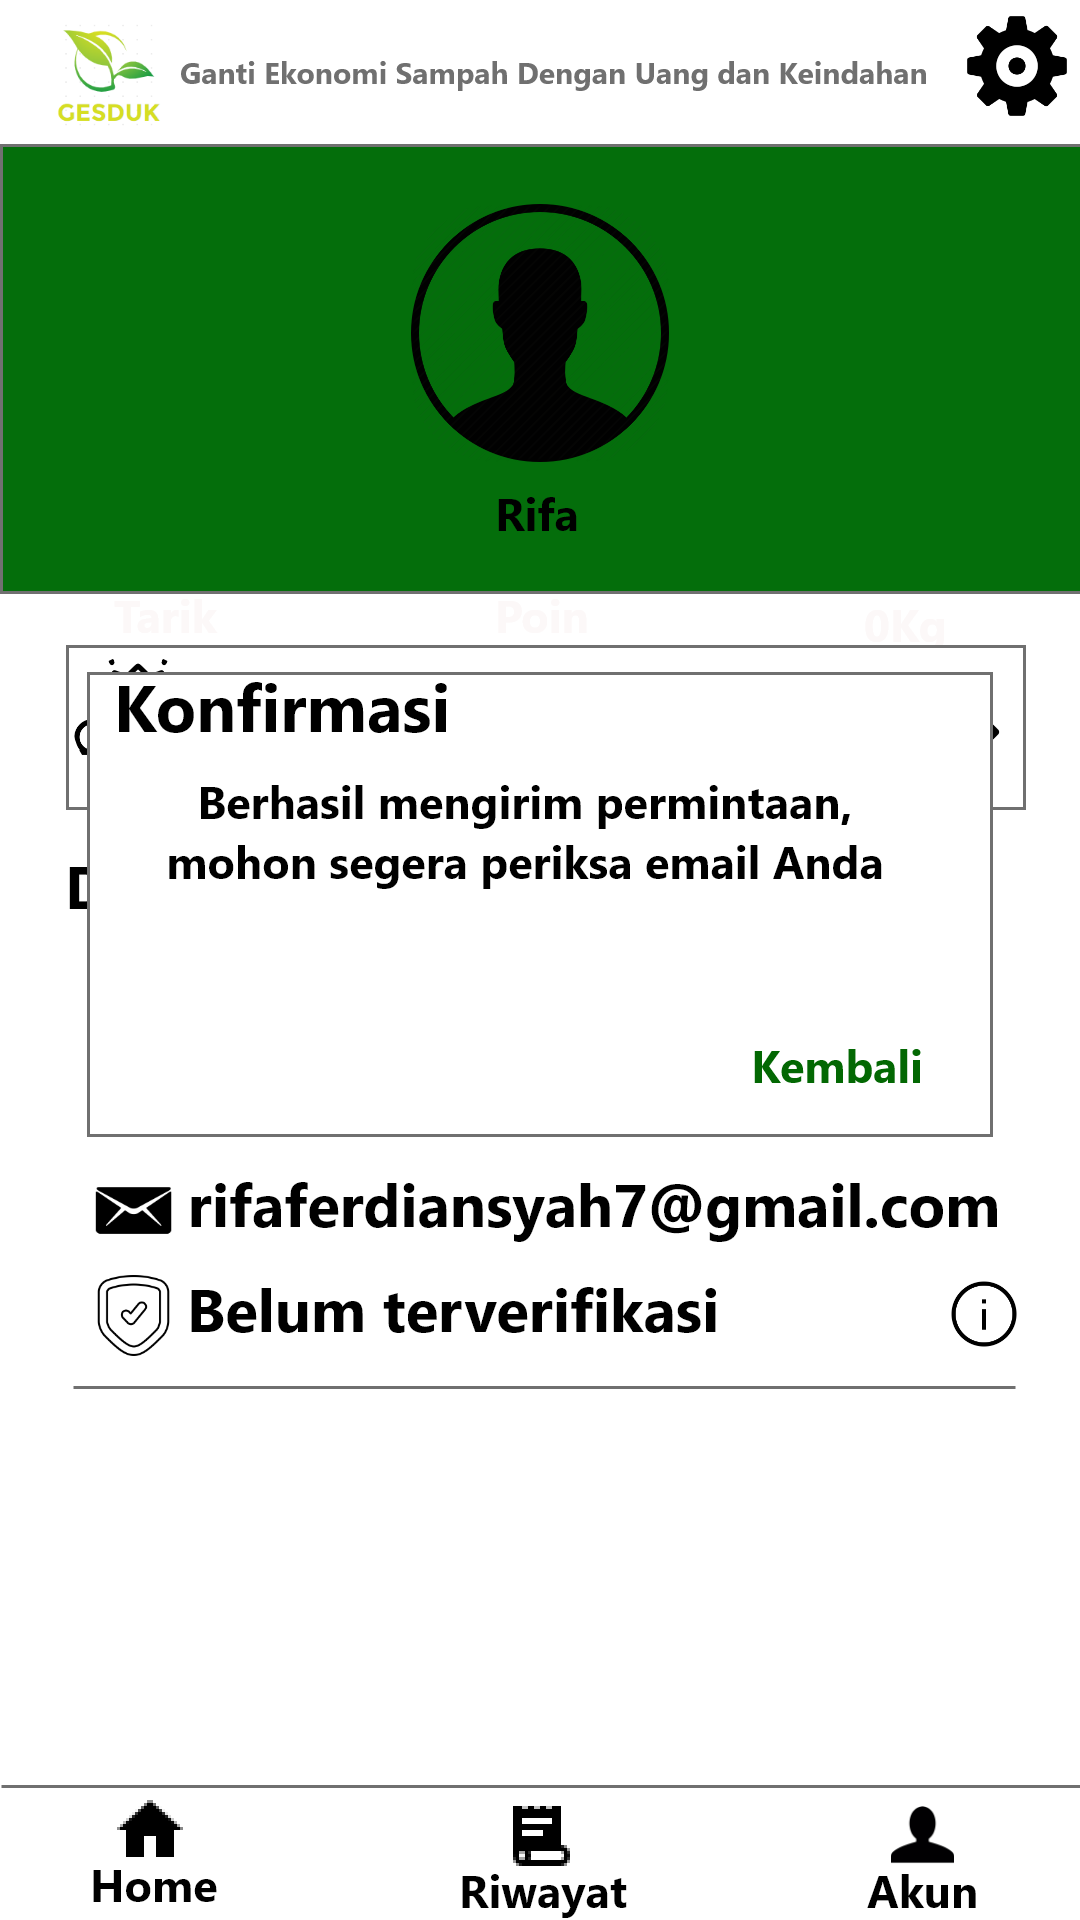 GESDUK
Ganti Ekonomi Sampah Dengan Uang dan Keindahan
Rifa
Tarik
Poin
0Kg
Konfirmasi
Berhasil mengirim permintaan,
mohon segera periksa email Anda
Kembali
rifaferdiansyah7@gmail.com
Belum terverifikasi
Home
Riwayat
Akun